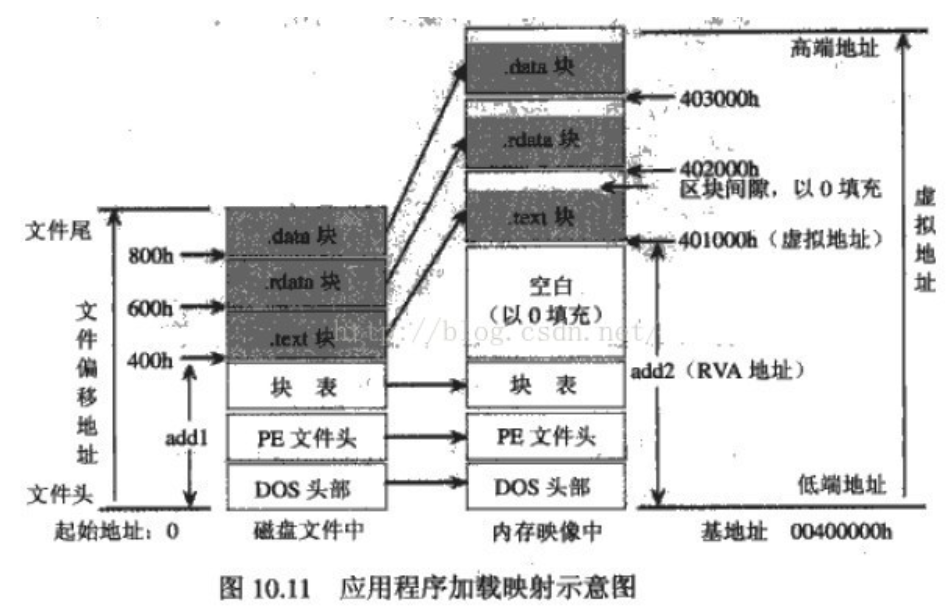 高端地址
.data 块
403000h
.rdata 块
402000h
区块间隙，以 0 填充
.text 块
401000h（虚拟地址）
虚拟地址
文件尾
.data 块
800h
.rdata 块
600h
.text 块
400h
空白
（以 0 填充）
http://blog.csdn.net/
文件偏移地址
add1
add2（RVA 地址）
块 表
块 表
PE 文件头
PE 文件头
DOS 头部
DOS 头部
文件头
低端地址
起始地址：0
磁盘文件中
内存映像中
基地址 00400000h
图 10.11 应用程序加载映射示意图